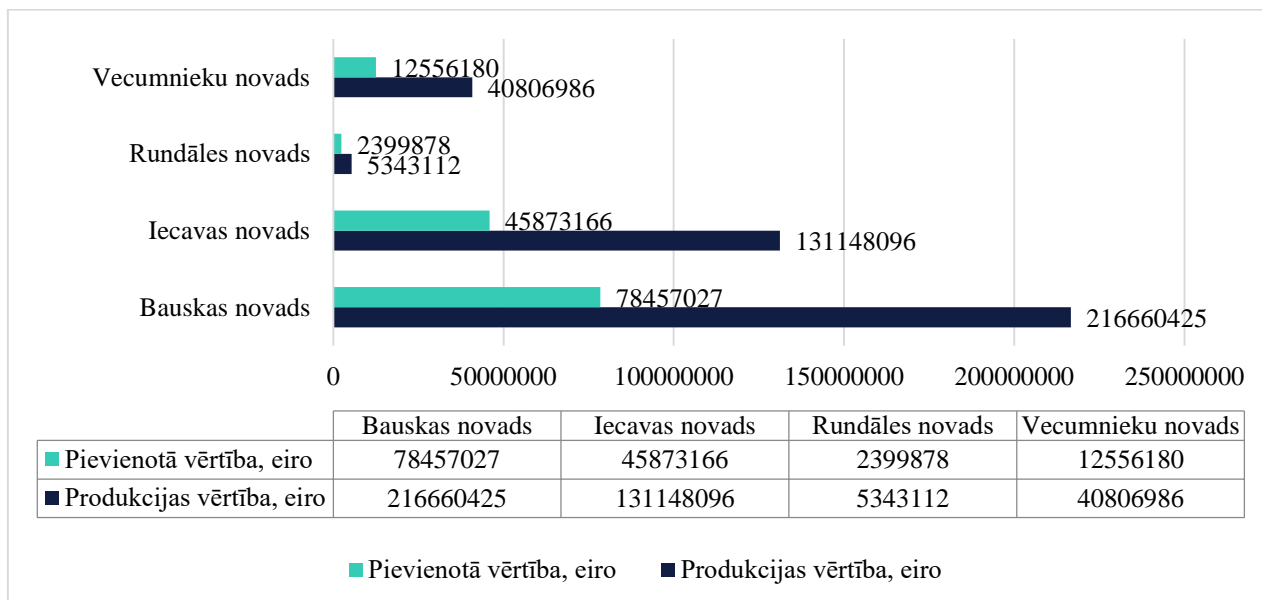 Vecumnieku novads
12556180
40806986
Rundāles novads
2399878
5343112
Iecavas novads
45873166
131148096
Bauskas novads
78457027
216660425
0 50000000 100000000 150000000 200000000 250000000
Bauskas novads Iecavas novads Rundāles novads Vecumnieku novads
Pievienotā vērtība, eiro 78457027 45873166 2399878 12556180
Produkcijas vērtība, eiro 216660425 131148096 5343112 40806986
Pievienotā vērtība, eiro Produkcijas vērtība, eiro